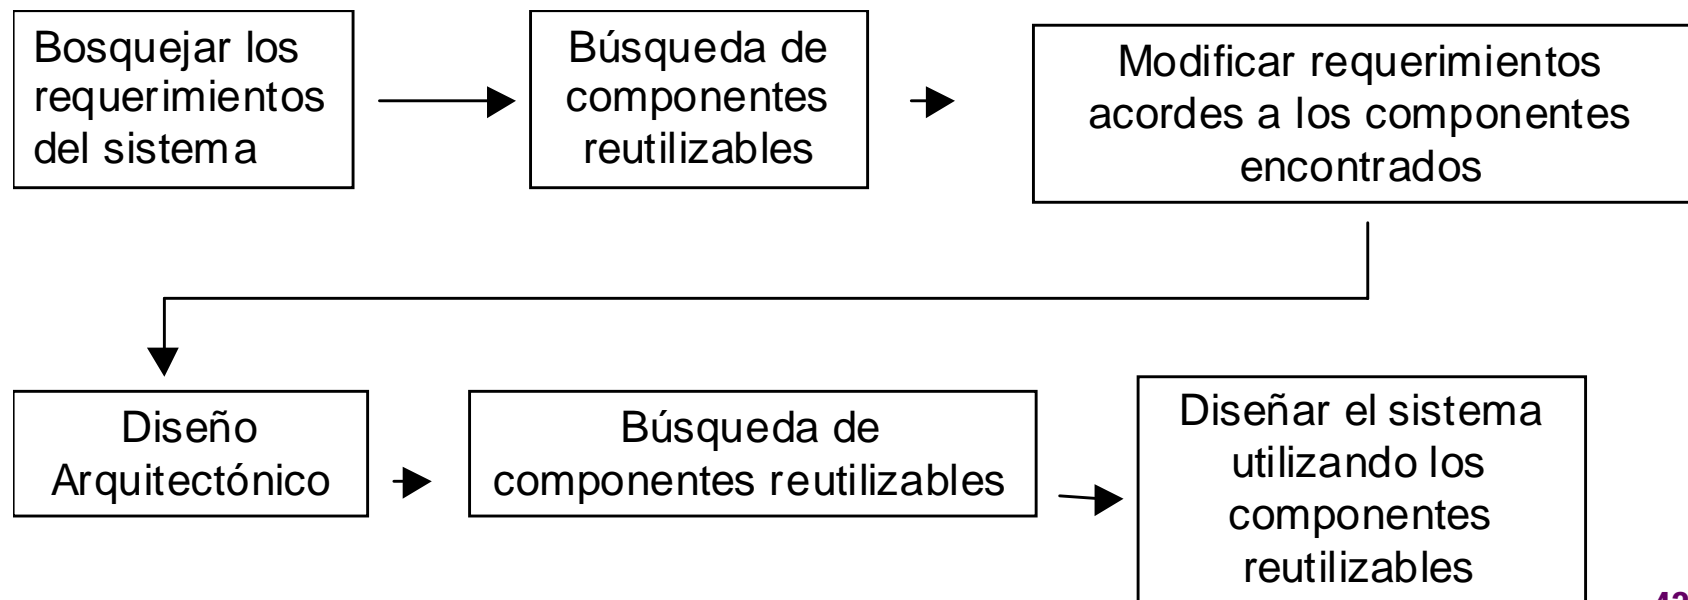 Bosquejar los
requerimientos
del sistema
Búsqueda de
componentes
reutilizables
Modificar requerimientos
acordes a los componentes
encontrados
Diseño
Arquitectónico
Búsqueda de
componentes reutilizables
Diseñar el sistema
utilizando los
componentes
reutilizables